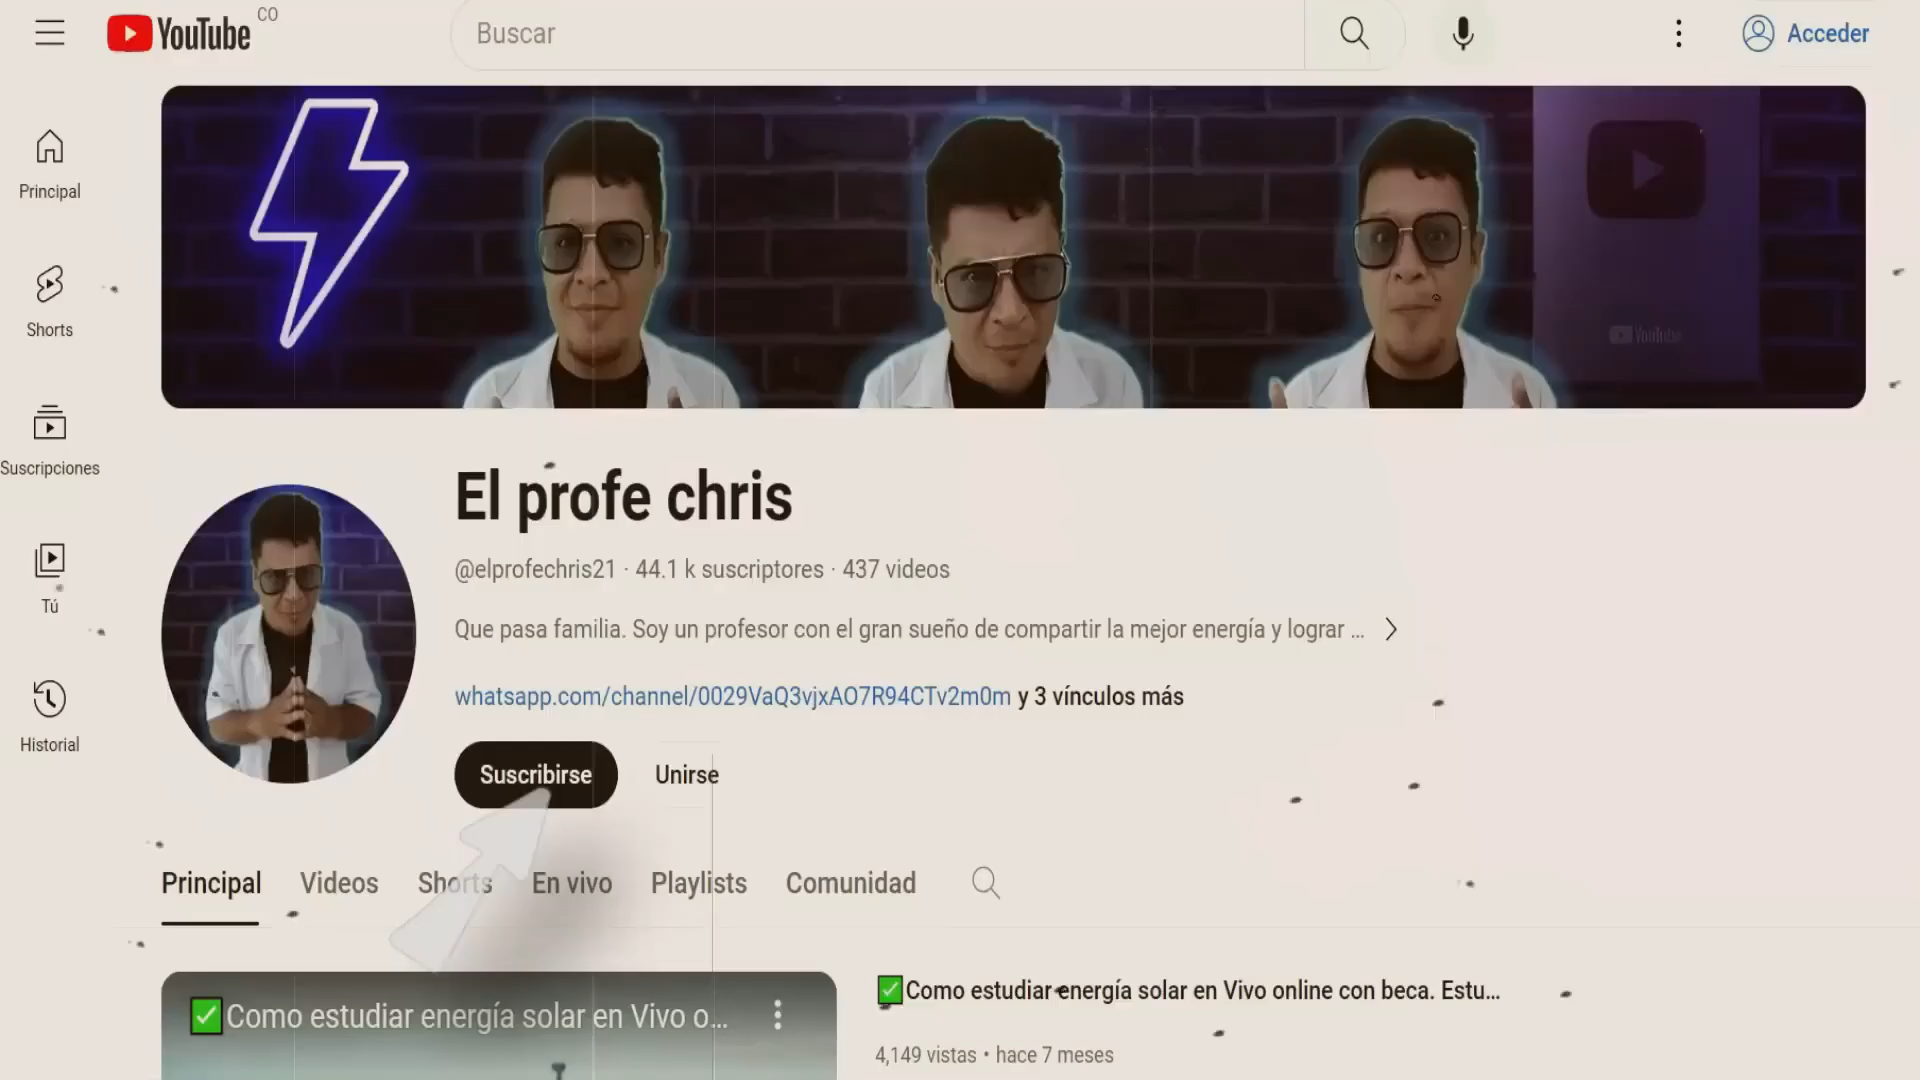 YouTube CO
Buscar
Acceder
Principal
Shorts
Suscripciones
Tú
Historial
YouTube
El profe chris
@elprofechris21 · 44.1 k suscriptores · 437 videos
Que pasa familia. Soy un profesor con el gran sueño de compartir la mejor energía y lograr ...
whatsapp.com/channel/0029VaQ3vjxAO7R94CTv2m0m y 3 vínculos más
Suscribirse Unirse
Principal Videos Shorts En vivo Playlists Comunidad
✅Como estudiar energía solar en Vivo o...
✅Como estudiar energía solar en Vivo online con beca. Estu...
4,149 vistas • hace 7 meses